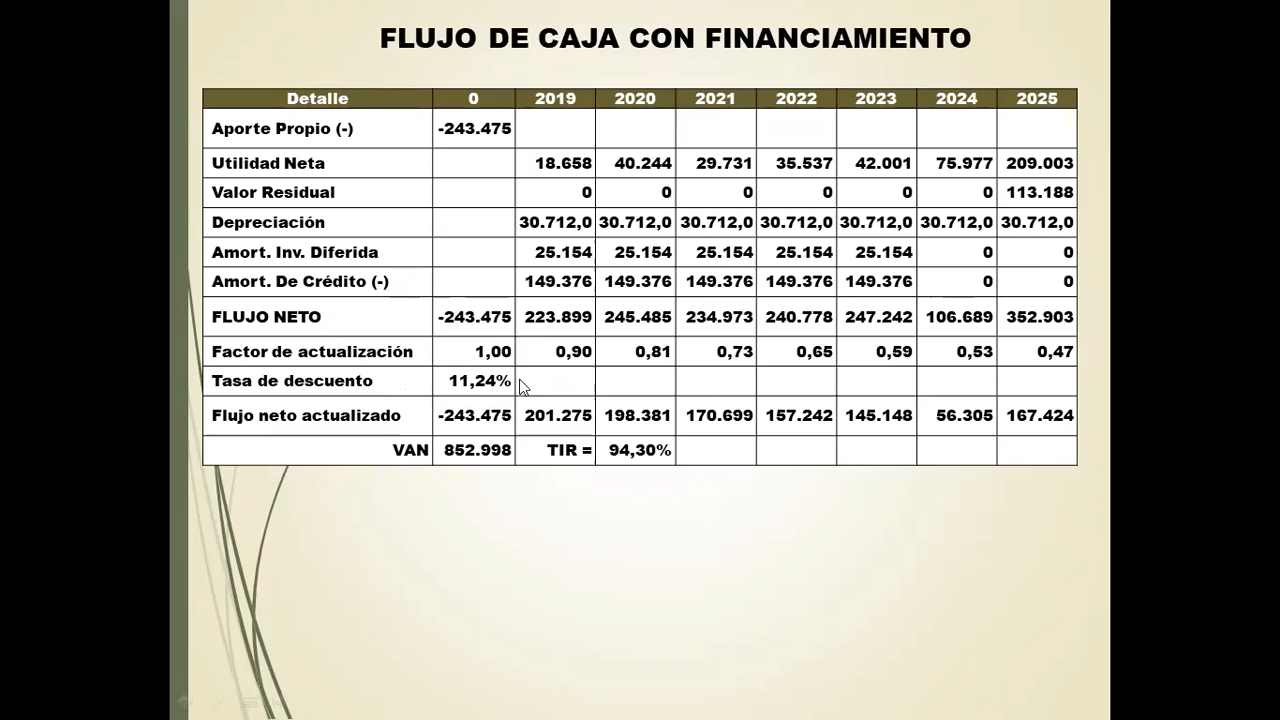 FLUJO DE CAJA CON FINANCIAMIENTO
Detalle 0 2019 2020 2021 2022 2023 2024 2025
Aporte Propio (-) -243.475
Utilidad Neta 18.658 40.244 29.731 35.537 42.001 75.977 209.003
Valor Residual 0 0 0 0 0 0 113.188
Depreciación 30.712,0 30.712,0 30.712,0 30.712,0 30.712,0 30.712,0 30.712,0
Amort. Inv. Diferida 25.154 25.154 25.154 25.154 25.154 0 0
Amort. De Crédito (-) 149.376 149.376 149.376 149.376 149.376 0 0
FLUJO NETO -243.475 223.899 245.485 234.973 240.778 247.242 106.689 352.903
Factor de actualización 1,00 0,90 0,81 0,73 0,65 0,59 0,53 0,47
Tasa de descuento 11,24%
Flujo neto actualizado -243.475 201.275 198.381 170.699 157.242 145.148 56.305 167.424
VAN 852.998 TIR = 94,30%